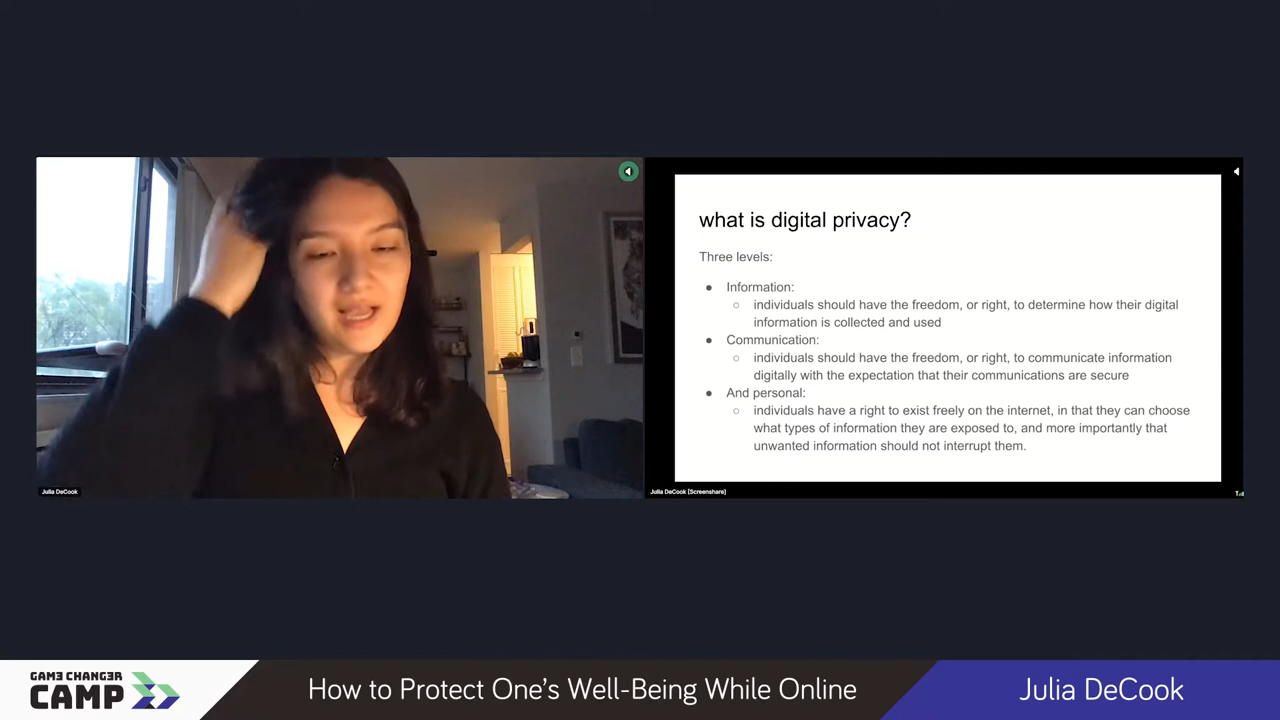 Julia DeCook
what is digital privacy?
Three levels:
● Information:
○ individuals should have the freedom, or right, to determine how their digital
information is collected and used
● Communication:
○ individuals should have the freedom, or right, to communicate information
digitally with the expectation that their communications are secure
● And personal:
○ individuals have a right to exist freely on the internet, in that they can choose
what types of information they are exposed to, and more importantly that
unwanted information should not interrupt them.
Julia DeCook [Screenshare]
GAM3 CHANG3R
CAMP
How to Protect One's Well-Being While Online
Julia DeCook